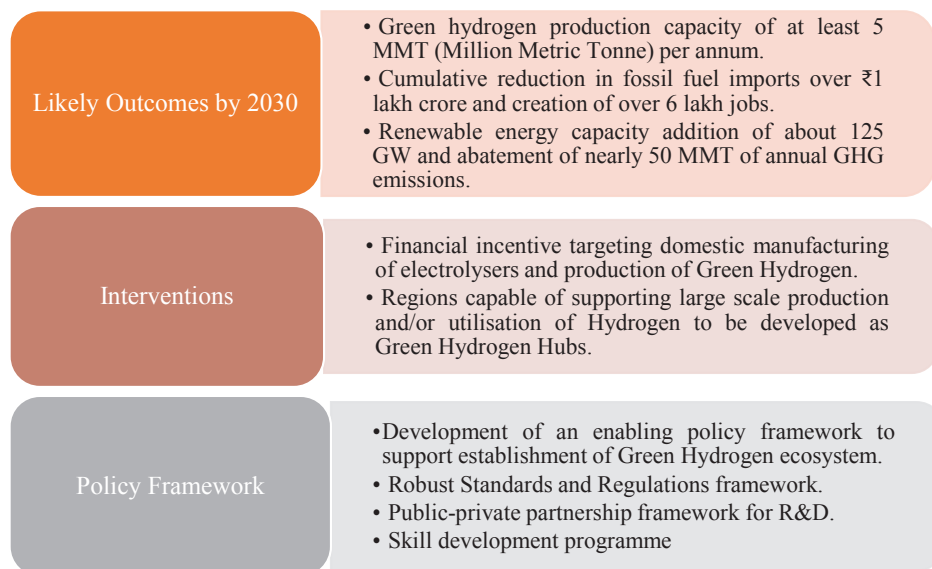 Likely Outcomes by 2030
• Green hydrogen production capacity of at least 5
MMT (Million Metric Tonne) per annum.
• Cumulative reduction in fossil fuel imports over ₹1
lakh crore and creation of over 6 lakh jobs.
• Renewable energy capacity addition of about 125
GW and abatement of nearly 50 MMT of annual GHG
emissions.
Interventions
• Financial incentive targeting domestic manufacturing
of electrolysers and production of Green Hydrogen.
• Regions capable of supporting large scale production
and/or utilisation of Hydrogen to be developed as
Green Hydrogen Hubs.
Policy Framework
•Development of an enabling policy framework to
support establishment of Green Hydrogen ecosystem.
• Robust Standards and Regulations framework.
• Public-private partnership framework for R&D.
• Skill development programme